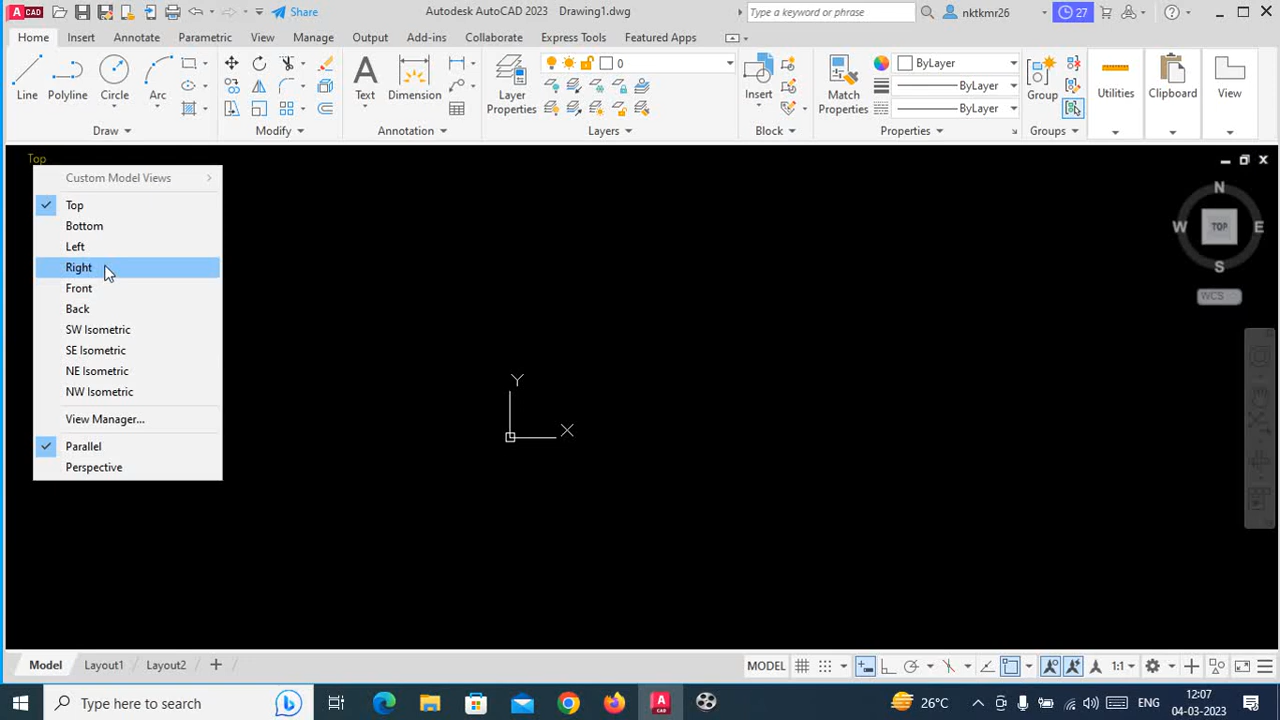 CAD
Share
Autodesk AutoCAD 2023 Drawing1.dwg
Type a keyword or phrase
nktkmr26
27
Home Insert Annotate Parametric View Manage Output Add-ins Collaborate Express Tools Featured Apps
Line Polyline Circle Arc
Draw
Modify
A
Text Dimension
Annotation
Layer Properties
0
Layers
Insert
Block
Match Properties
ByLayer
ByLayer
ByLayer
Properties
Group
Groups
Utilities
Clipboard
View
Top
Custom Model Views
Top
Bottom
Left
Right
Front
Back
SW Isometric
SE Isometric
NE Isometric
NW Isometric
View Manager...
Parallel
Perspective
Y
X
N
W TOP E
S
WCS
Model Layout1 Layout2 +
MODEL
1:1
Type here to search
CAD
26°C
ENG
12:07
04-03-2023